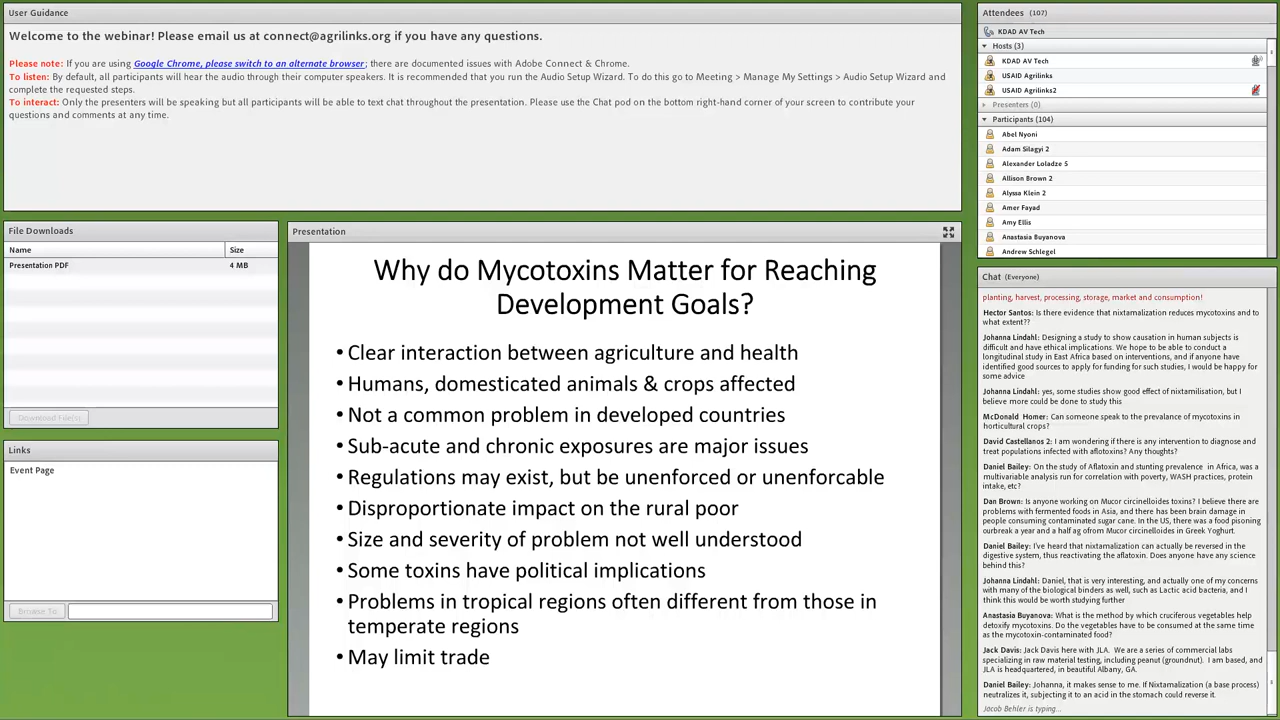 User Guidance
Welcome to the webinar! Please email us at connect@agrilinks.org if you have any questions.
Please note: If you are using Google Chrome, please switch to an alternate browser; there are documented issues with Adobe Connect & Chrome.
To listen: By default, all participants will hear the audio through their computer speakers. It is recommended that you run the Audio Setup Wizard. To do this go to Meeting > Manage My Settings > Audio Setup Wizard and
complete the requested steps.
To interact: Only the presenters will be speaking but all participants will be able to text chat throughout the presentation. Please use the Chat pod on the bottom right-hand corner of your screen to contribute your
questions and comments at any time.
File Downloads
Name Size
Presentation PDF 4 MB
Download File(s)
Links
Event Page
Browse To
Presentation
Why do Mycotoxins Matter for Reaching
Development Goals?
• Clear interaction between agriculture and health
• Humans, domesticated animals & crops affected
• Not a common problem in developed countries
• Sub-acute and chronic exposures are major issues
• Regulations may exist, but be unenforced or unenforcable
• Disproportionate impact on the rural poor
• Size and severity of problem not well understood
• Some toxins have political implications
• Problems in tropical regions often different from those in
temperate regions
• May limit trade
Attendees (107)
KDAD AV Tech
Hosts (3)
KDAD AV Tech
USAID Agrilinks
USAID Agrilinks2
Presenters (0)
Participants (104)
Abel Nyoni
Adam Silagyi 2
Alexander Loladze 5
Allison Brown 2
Alyssa Klein 2
Amer Fayad
Amy Ellis
Anastasia Buyanova
Andrew Schlegel
Chat (Everyone)
planting, harvest, processing, storage, market and consumption!
Hector Santos: Is there evidence that nixtamalization reduces mycotoxins and to
what extent??
Johanna Lindahl: Designing a study to show causation in human subjects is
difficult and have ethical implications. We hope to be able to conduct a
longitudinal study in East Africa based on interventions, and if anyone have
identified good sources to apply for funding for such studies, I would be happy for
some advice
Johanna Lindahl: yes, some studies show good effect of nixtamilisation, but I
believe more could be done to study this
McDonald Homer: Can someone speak to the prevalance of mycotoxins in
horticultural crops?
David Castellanos 2: I am wondering if there is any intervention to diagnose and
treat populations infected with aflotoxins? Any thoughts?
Daniel Bailey: On the study of Aflatoxin and stunting prevalence in Africa, was a
multivariable analysis run for correlation with poverty, WASH practices, protein
intake, etc?
Dan Brown: Is anyone working on Mucor circinelloides toxins? I believe there are
problems with fermented foods in Asia, and there has been brain damage in
people consuming contaminated sugar cane. In the US, there was a food pisoning
ourbreak a year and a half ag ofrom Mucor circinelloides in Greek Yoghurt.
Daniel Bailey: I've heard that nixtamalization can actually be reversed in the
digestive system, thus reactivating the aflatoxin. Does anyone have any science
behind this?
Johanna Lindahl: Daniel, that is very interesting, and actually one of my concerns
with many of the biological binders as well, such as Lactic acid bacteria, and I
think this would be worth studying further
Anastasia Buyanova: What is the method by which cruciferous vegetables help
detoxify mycotoxins. Do the vegetables have to be consumed at the same time
as the mycotoxin-contaminated food?
Jack Davis: Jack Davis here with JLA. We are a series of commercial labs
specializing in raw material testing, including peanut (groundnut). I am based, and
JLA is headquartered, in beautiful Albany, GA.
Daniel Bailey: Johanna, it makes sense to me. If Nixtamalization (a base process)
neutralizes it, subjecting it to an acid in the stomach could reverse it.
Jacob Behler is typing...